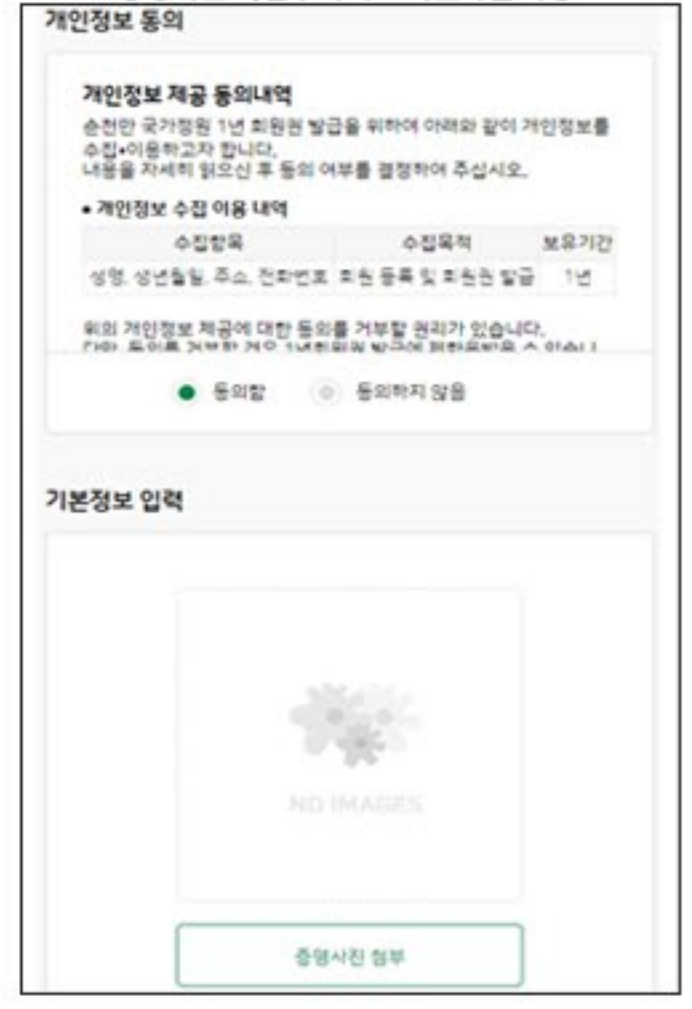 개인정보 동의
개인정보 제공 동의내역
순천만 국가정원 1년 회원권 발급을 위하여 아래와 같이 개인정보를
수집•이용하고자 합니다.
내용을 자세히 읽으신 후 동의 여부를 결정하여 주십시오.
• 개인정보 수집 이용 내역
수집항목 수집목적 보유기간
성명, 생년월일, 주소, 전화번호 회원 등록 및 회원권 발급 1년
위의 개인정보 제공에 대한 동의를 거부할 권리가 있습니다.
동의함 동의하지 않음
기본정보 입력
NO IMAGES
증명사진 첨부